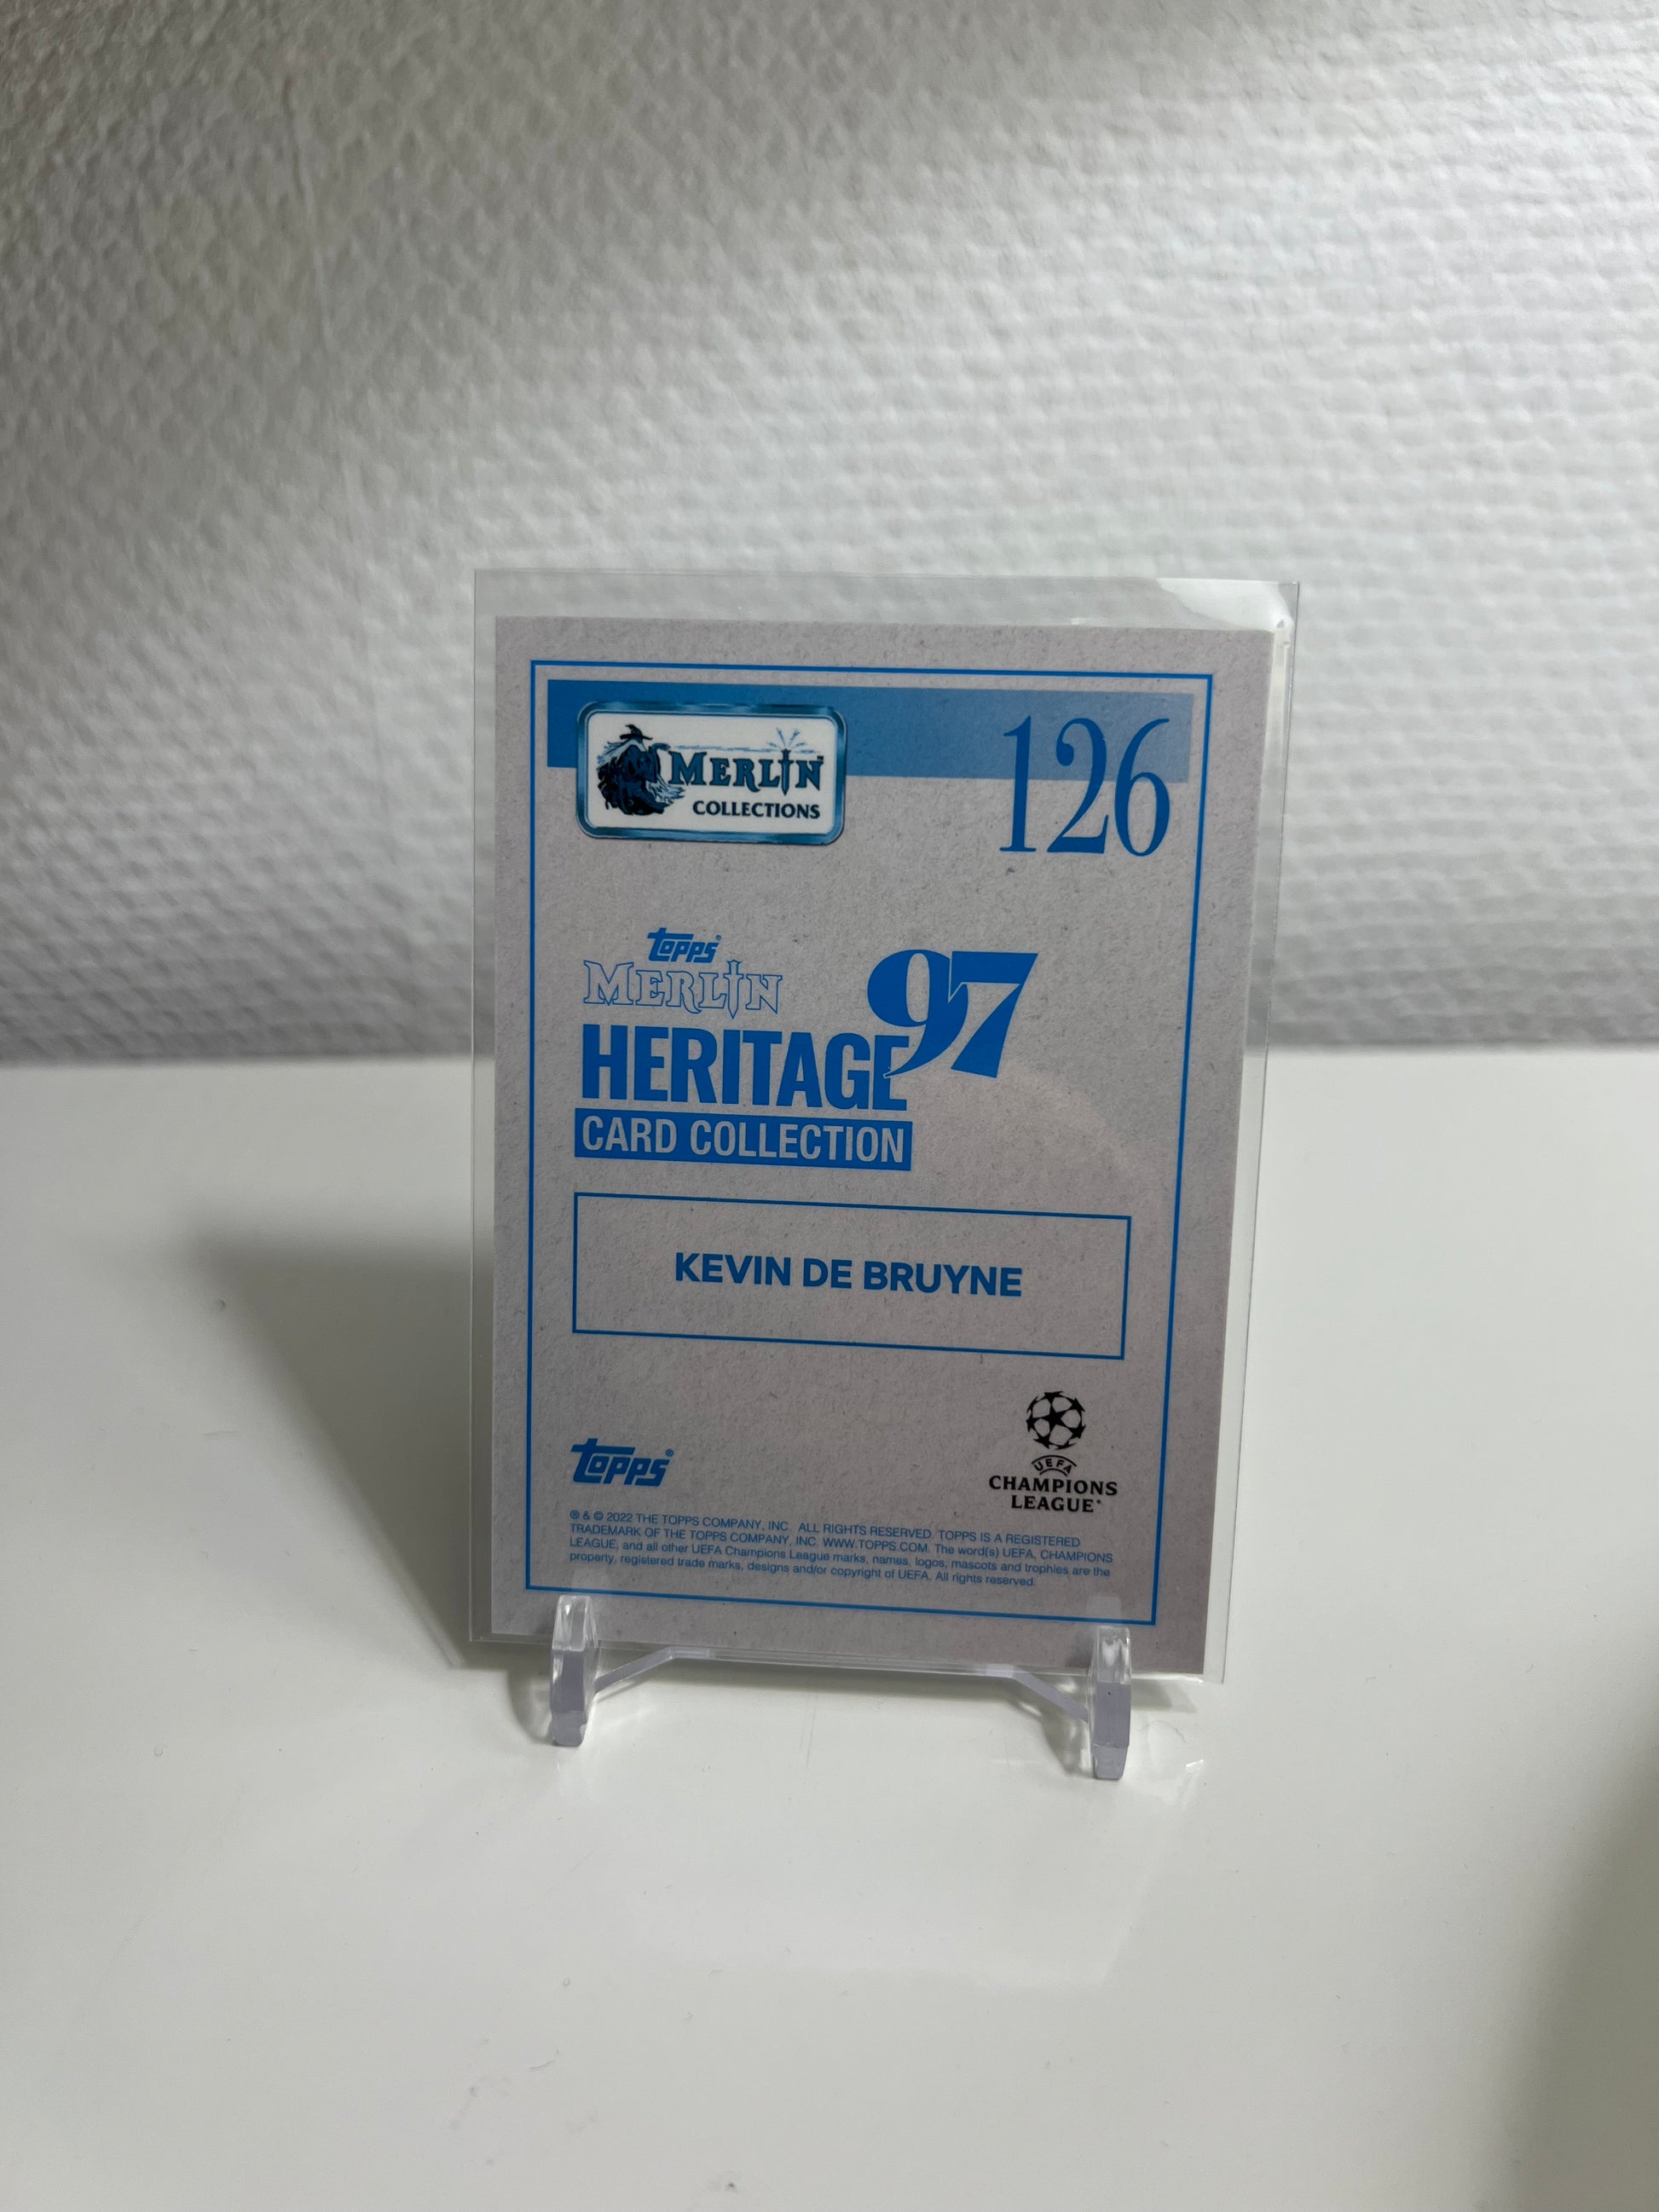 MERLIN™
COLLECTIONS
126
Topps®
MERLIN
97
HERITAGE
CARD COLLECTION
KEVIN DE BRUYNE
Topps®
UEFA
CHAMPIONS
LEAGUE®
® & © 2022 THE TOPPS COMPANY, INC. ALL RIGHTS RESERVED. TOPPS IS A REGISTERED
TRADEMARK OF THE TOPPS COMPANY, INC. WWW.TOPPS.COM. The word(s) UEFA, CHAMPIONS
LEAGUE, and all other UEFA Champions League marks, names, logos, mascots and trophies are the
property, registered trade marks, designs and/or copyright of UEFA. All rights reserved.